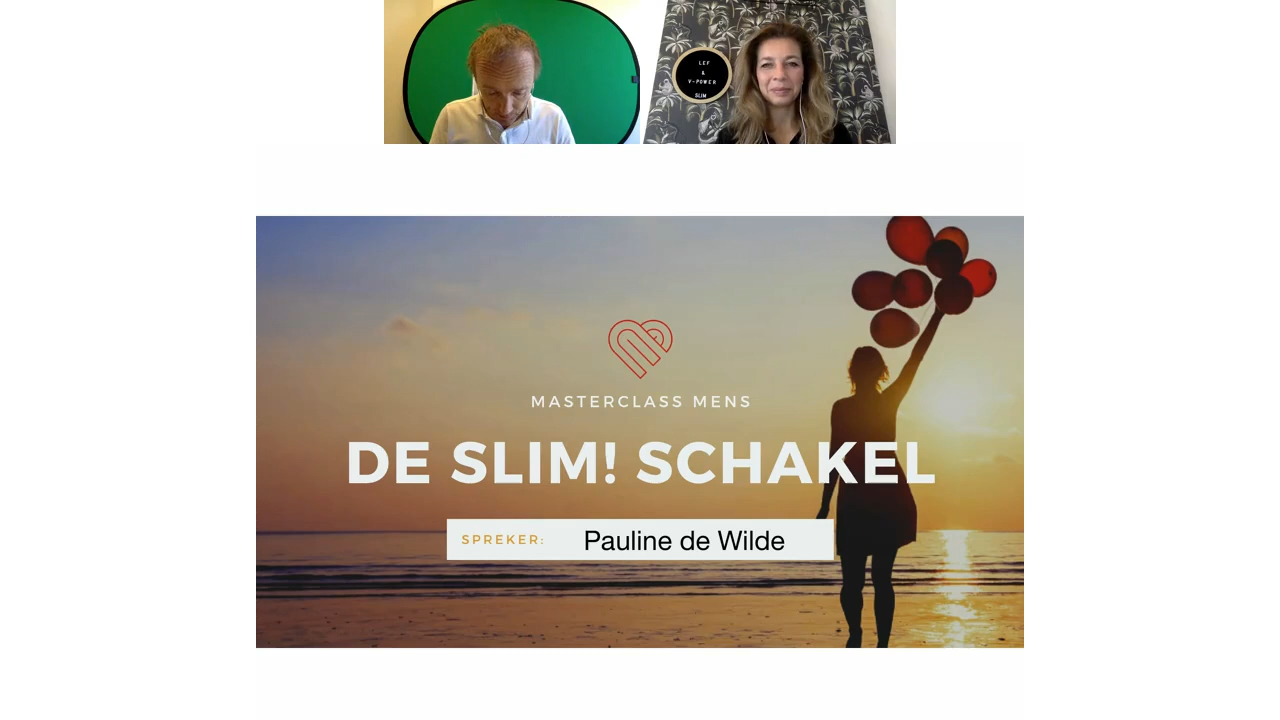 LEF
&
V-POWER
SLIM
MASTERCLASS MENS
DE SLIM! SCHAKEL
SPREKER: Pauline de Wilde